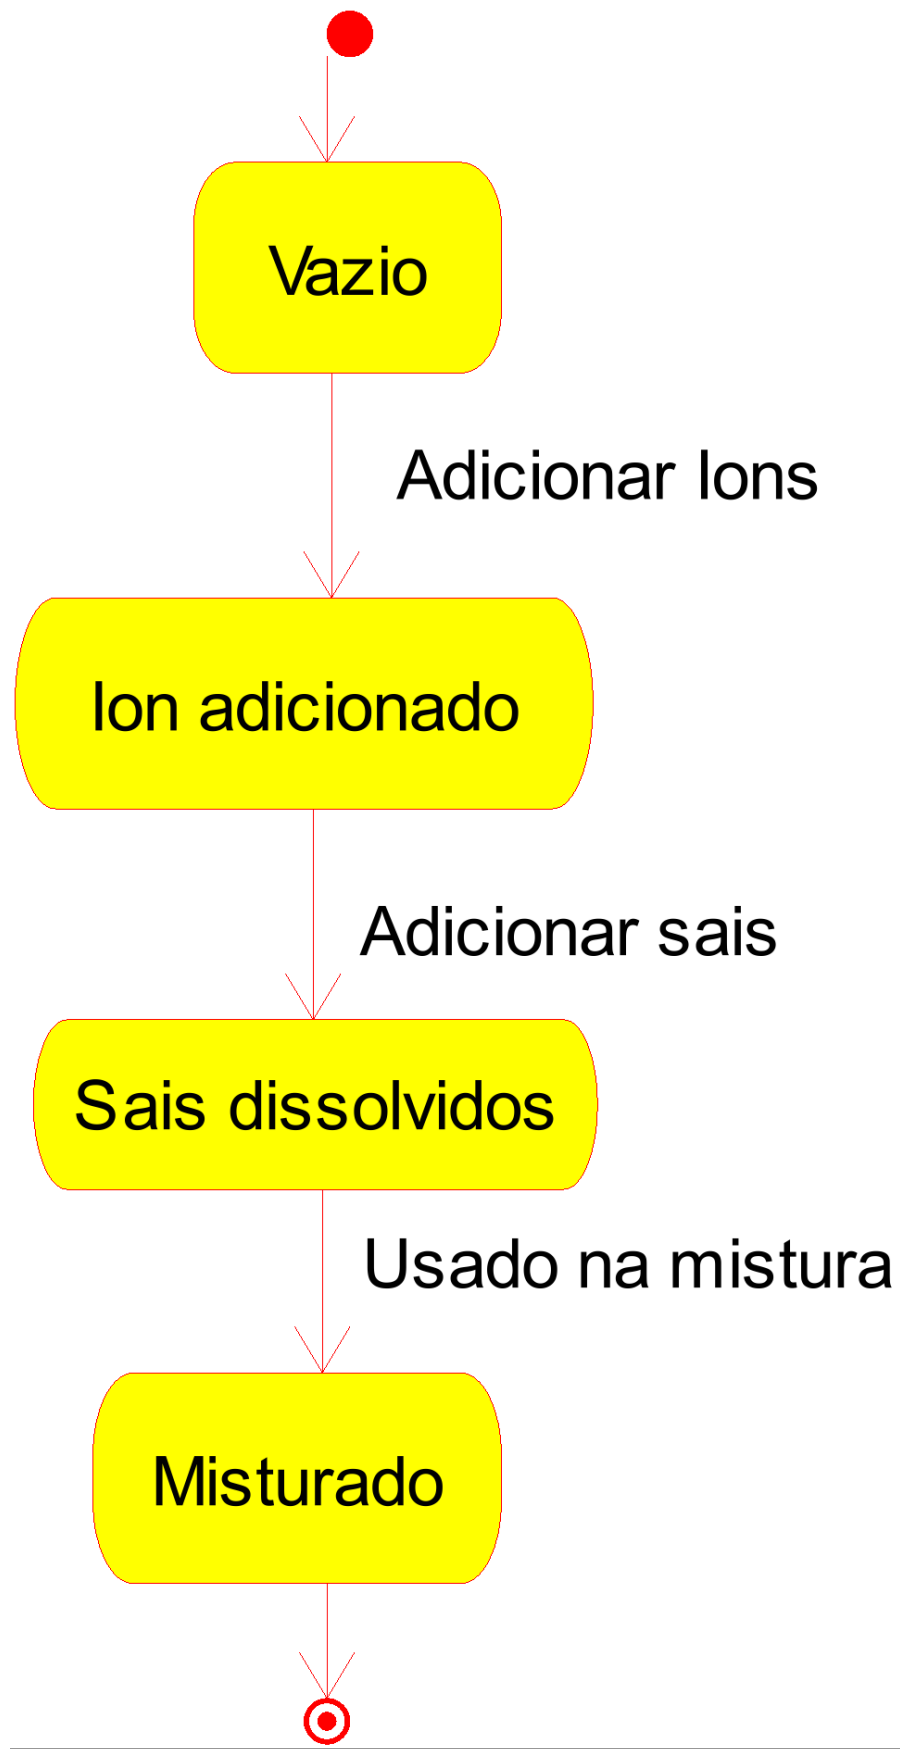 Vazio
Adicionar Ions
Ion adicionado
Adicionar sais
Sais dissolvidos
Usado na mistura
Misturado